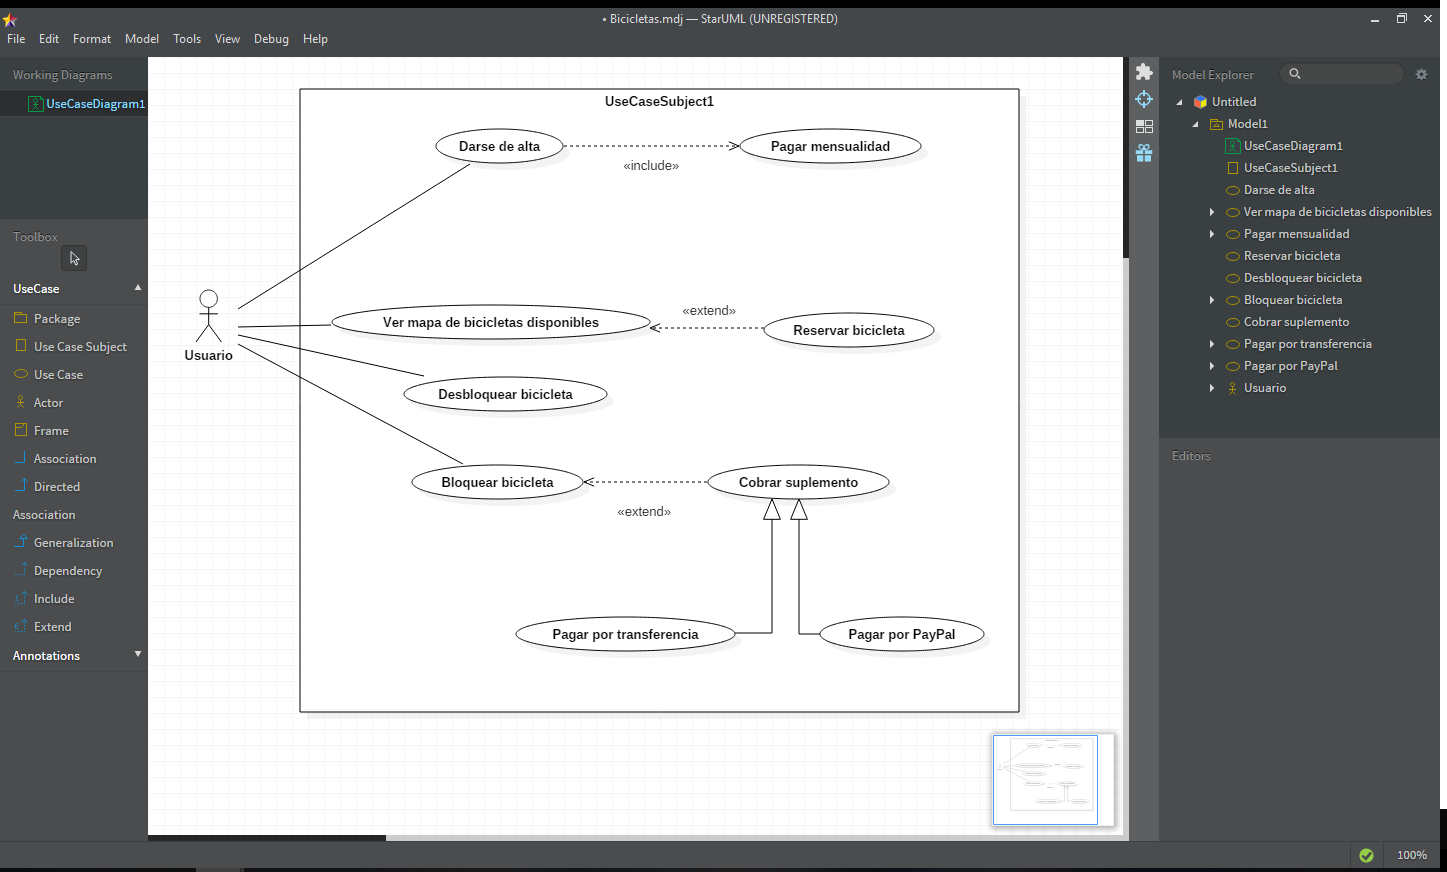 • Bicicletas.mdj — StarUML (UNREGISTERED)
File Edit Format Model Tools View Debug Help
Working Diagrams
UseCaseDiagram1
Toolbox
UseCase
Package
Use Case Subject
Use Case
Actor
Frame
Association
Directed
Association
Generalization
Dependency
Include
Extend
Annotations
UseCaseSubject1
Darse de alta
«include»
Pagar mensualidad
Usuario
Ver mapa de bicicletas disponibles
«extend»
Reservar bicicleta
Desbloquear bicicleta
Bloquear bicicleta
«extend»
Cobrar suplemento
Pagar por transferencia
Pagar por PayPal
Model Explorer
Untitled
Model1
UseCaseDiagram1
UseCaseSubject1
Darse de alta
Ver mapa de bicicletas disponibles
Pagar mensualidad
Reservar bicicleta
Desbloquear bicicleta
Bloquear bicicleta
Cobrar suplemento
Pagar por transferencia
Pagar por PayPal
Usuario
Editors
100%